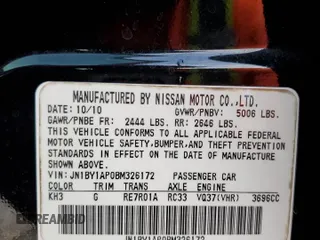 MANUFACTURED BY NISSAN MOTOR CO.,LTD.
DATE: 10/10 GVWR/PNBV: 5006 LBS.
GAWR/PNBE FR: 2444 LBS. RR: 2646 LBS.
THIS VEHICLE CONFORMS TO ALL APPLICABLE FEDERAL
MOTOR VEHICLE SAFETY, BUMPER, AND THEFT PREVENTION
STANDARDS IN EFFECT ON THE DATE OF MANUFACTURE
SHOWN ABOVE.
VIN: JN1BY1AP0BM326172 PASSENGER CAR
COLOR TRIM TRANS AXLE ENGINE
KH3 G RE7R01A RC33 VQ37(VHR) 3696CC
JN1BY1AP0BM326172